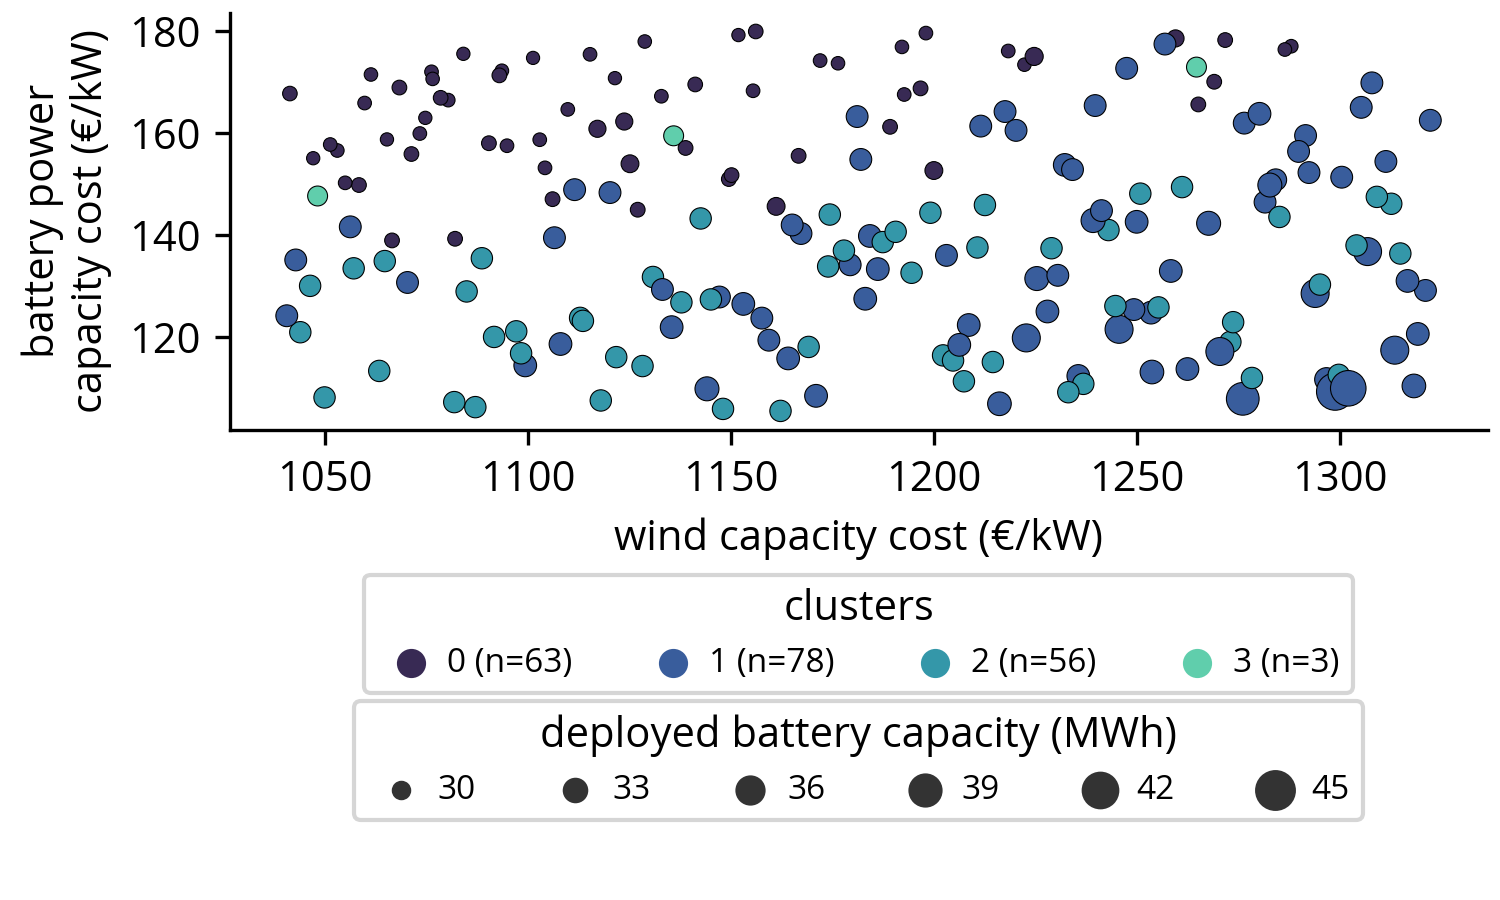 battery power
capacity cost (€/kW)
180
160
140
120
1050 1100 1150 1200 1250 1300
wind capacity cost (€/kW)
clusters
0 (n=63) 1 (n=78) 2 (n=56) 3 (n=3)
deployed battery capacity (MWh)
30 33 36 39 42 45